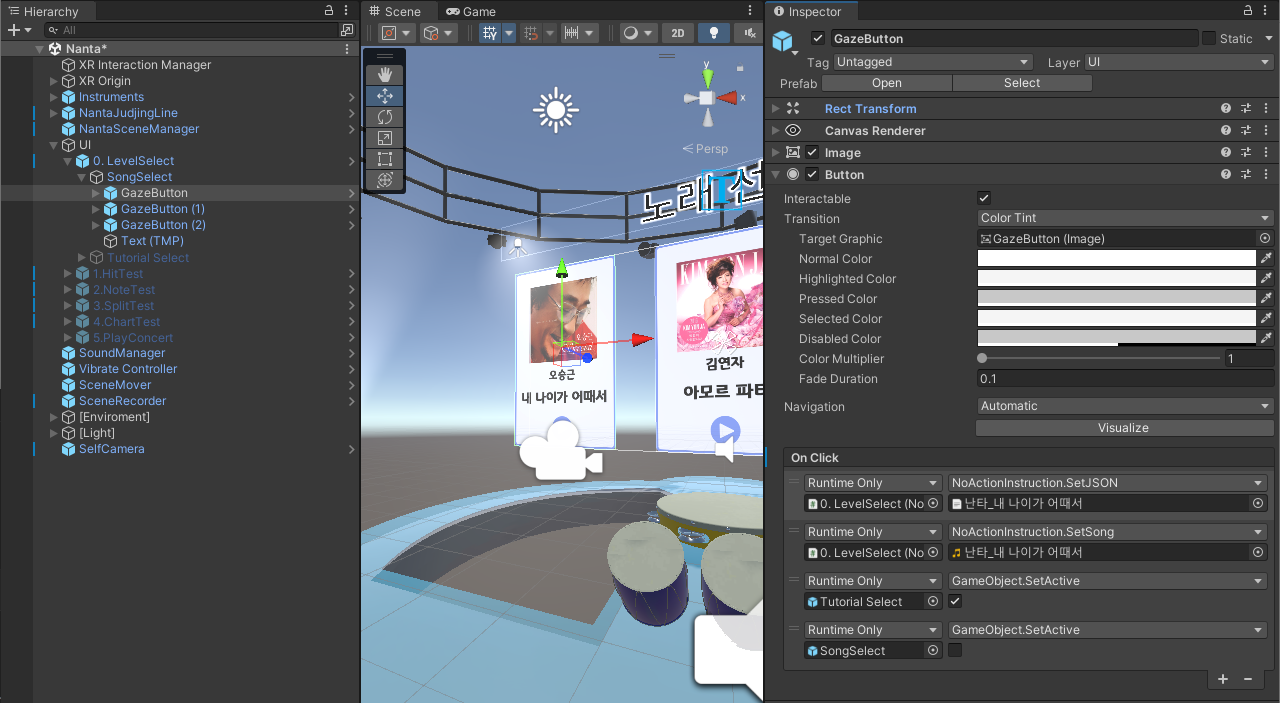 Hierarchy
All
Nanta*
XR Interaction Manager
XR Origin
Instruments
NantaJudjingLine
NantaSceneManager
UI
0. LevelSelect
SongSelect
GazeButton
GazeButton (1)
GazeButton (2)
Text (TMP)
Tutorial Select
1.HitTest
2.NoteTest
3.SplitTest
4.ChartTest
5.PlayConcert
SoundManager
Vibrate Controller
SceneMover
SceneRecorder
[Enviroment]
[Light]
SelfCamera
Scene
Game
2D
y
x
Persp
노래
오승근
내 나이가 어때서
김연자
아모르 파티
Inspector
GazeButton
Static
Tag Untagged
Layer UI
Prefab Open Select
Rect Transform
Canvas Renderer
Image
Button
Interactable
Transition Color Tint
Target Graphic GazeButton (Image)
Normal Color
Highlighted Color
Pressed Color
Selected Color
Disabled Color
Color Multiplier 1
Fade Duration 0.1
Navigation Automatic
Visualize
On Click
Runtime Only NoActionInstruction.SetJSON
0. LevelSelect (No 난타_내 나이가 어때서
Runtime Only NoActionInstruction.SetSong
0. LevelSelect (No 난타_내 나이가 어때서
Runtime Only GameObject.SetActive
Tutorial Select
Runtime Only GameObject.SetActive
SongSelect